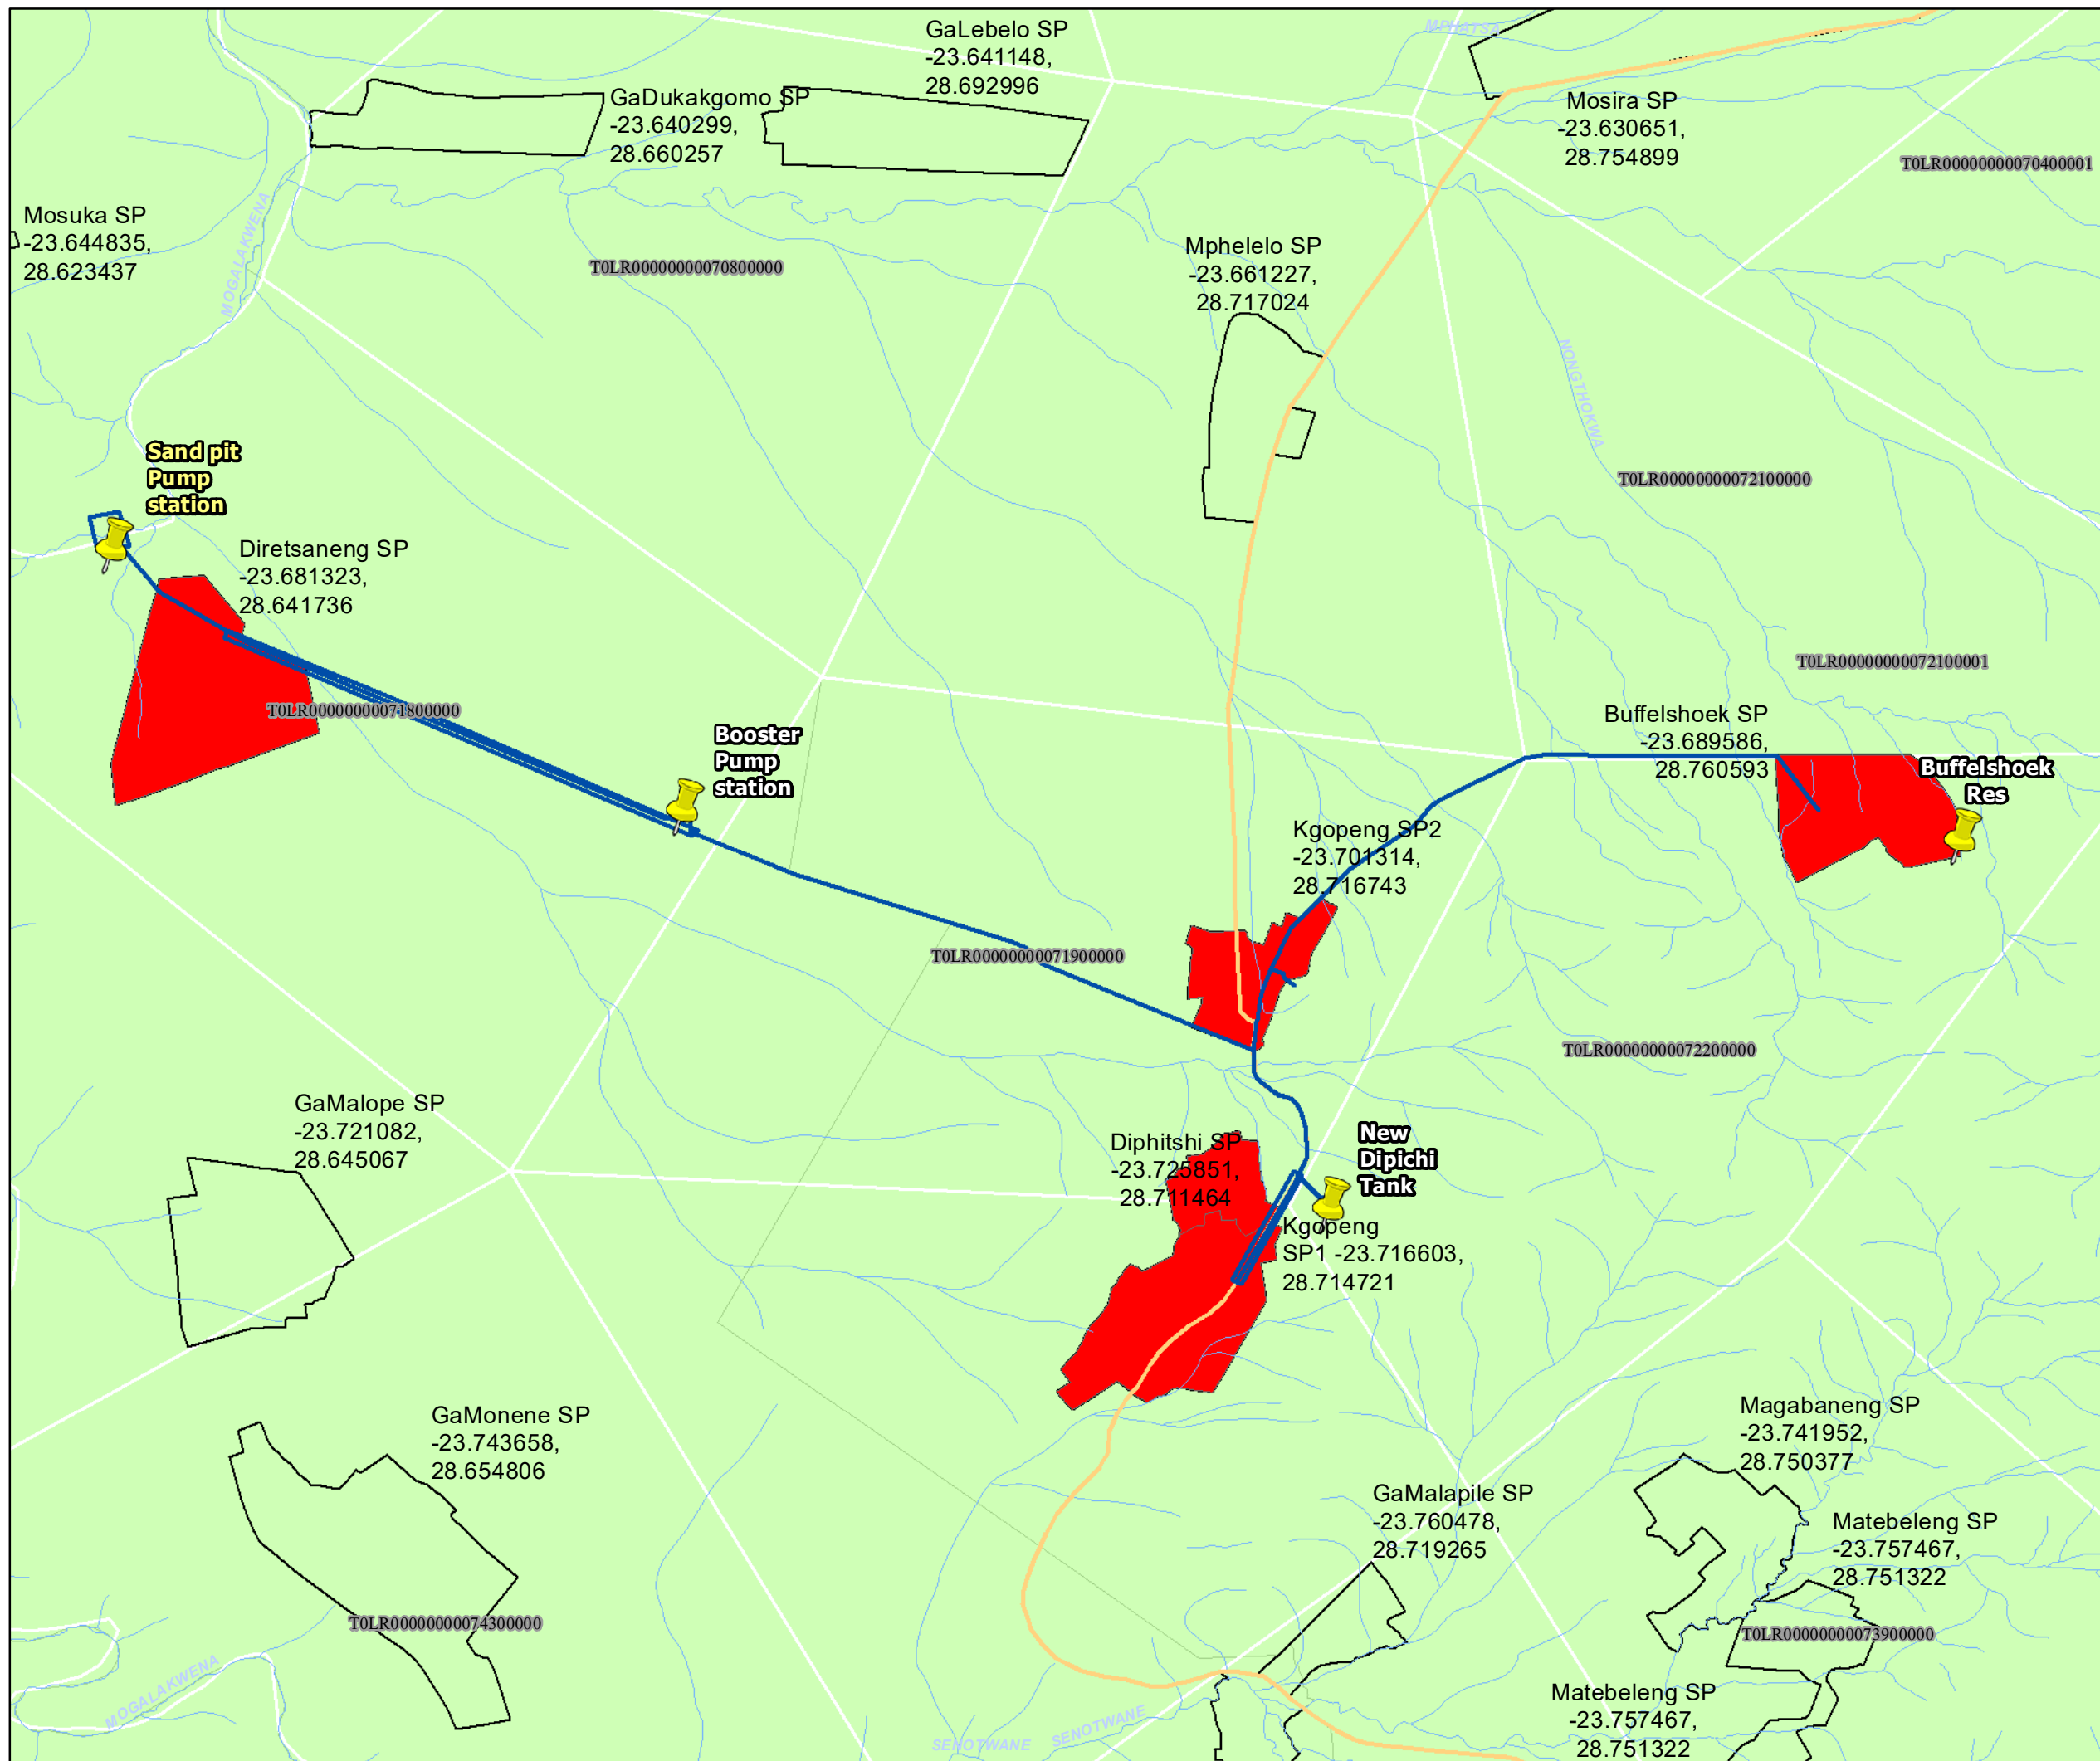 GaLebelo SP
-23.641148,
28.692996
MPHATSA
GaDukakgomo SP
-23.640299,
28.660257
Mosira SP
-23.630651,
28.754899
T0LR00000000070400001
Mosuka SP
-23.644835,
28.623437
MOGALAKWENA
T0LR00000000070800000
Mphelelo SP
-23.661227,
28.717024
NONGTHOKWA
Sand pit
Pump
station
T0LR00000000072100000
Diretsaneng SP
-23.681323,
28.641736
T0LR00000000072100001
T0LR00000000071800000
Booster
Pump
station
Buffelshoek SP
-23.689586,
28.760593
Buffelshoek
Res
Kgopeng SP2
-23.701314,
28.716743
T0LR00000000071900000
T0LR00000000072200000
GaMalope SP
-23.721082,
28.645067
Diphitshi SP
-23.725851,
28.711464
New
Dipichi
Tank
Kgopeng
SP1 -23.716603,
28.714721
GaMonene SP
-23.743658,
28.654806
Magabaneng SP
-23.741952,
28.750377
GaMalapile SP
-23.760478,
28.719265
Matebeleng SP
-23.757467,
28.751322
T0LR00000000074300000
T0LR00000000073900000
MOGALAKWENA
Matebeleng SP
-23.757467,
28.751322
SENOTWANE
SENOTWANE